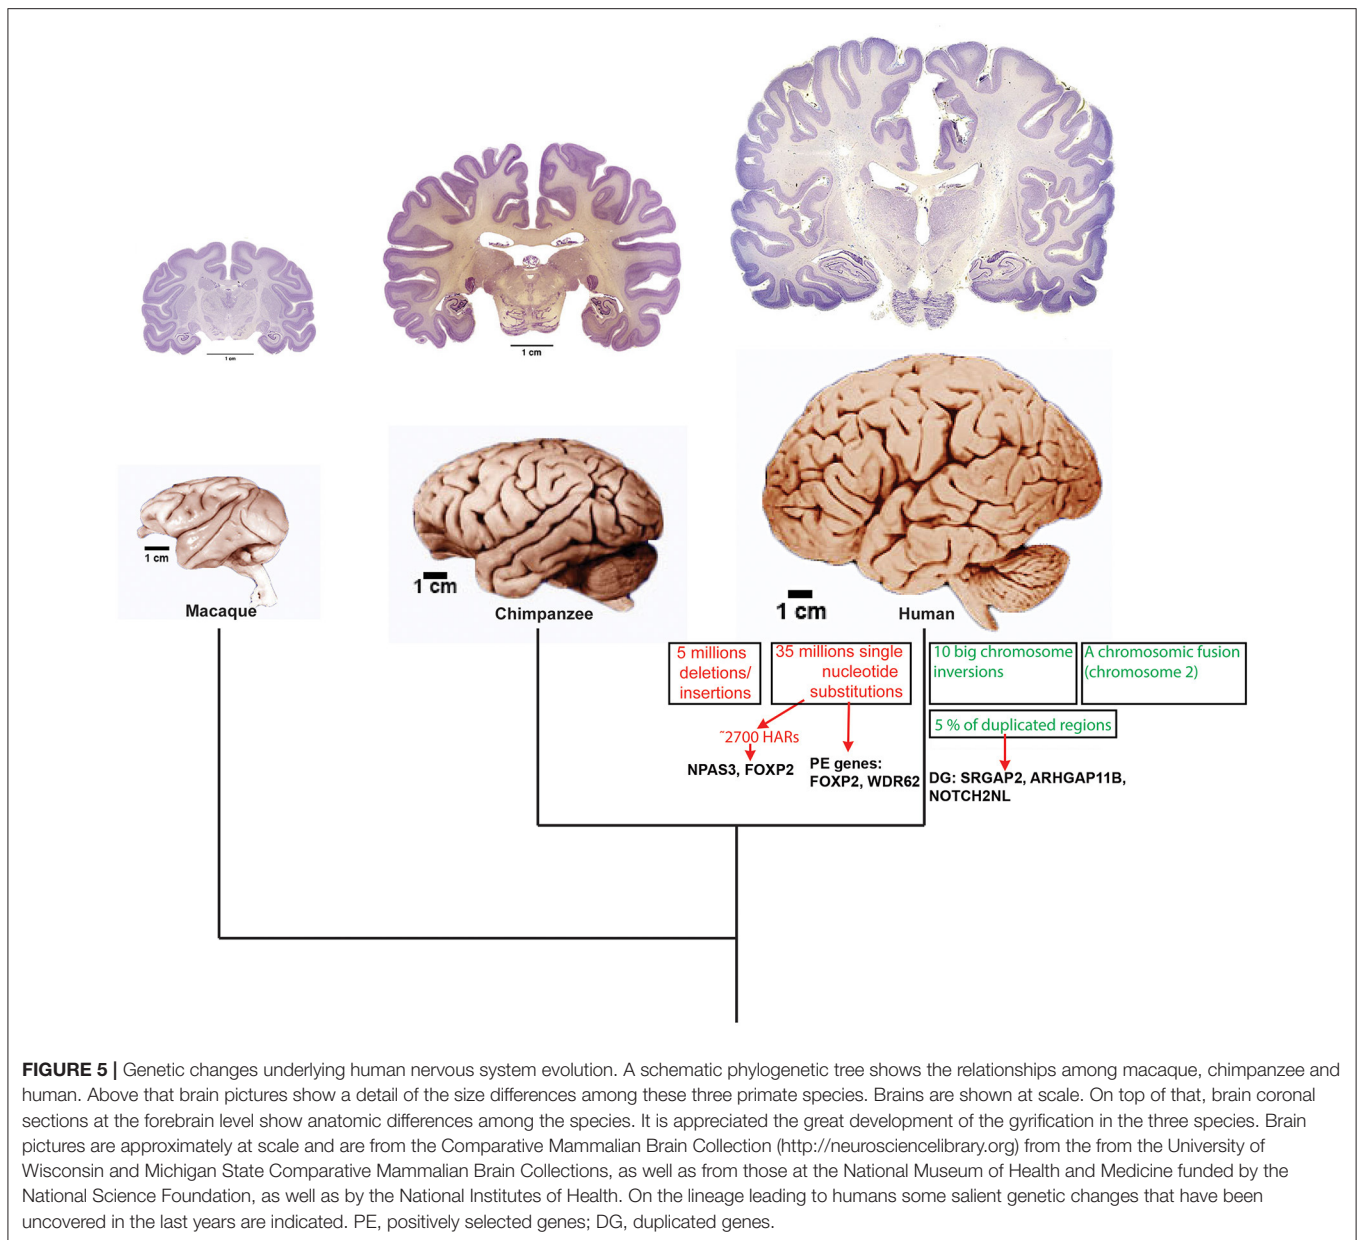 1 cm
1 cm
1 cm
1 cm
1 cm
Macaque
Chimpanzee
Human
5 millions
deletions/
insertions
35 millions single
nucleotide
substitutions
10 big chromosome
inversions
A chromosomic fusion
(chromosome 2)
5 % of duplicated regions
~2700 HARs
NPAS3, FOXP2
PE genes:
FOXP2, WDR62
DG: SRGAP2, ARHGAP11B,
NOTCH2NL
FIGURE 5 | Genetic changes underlying human nervous system evolution. A schematic phylogenetic tree shows the relationships among macaque, chimpanzee and
human. Above that brain pictures show a detail of the size differences among these three primate species. Brains are shown at scale. On top of that, brain coronal
sections at the forebrain level show anatomic differences among the species. It is appreciated the great development of the gyrification in the three species. Brain
pictures are approximately at scale and are from the Comparative Mammalian Brain Collection (http://neurosciencelibrary.org) from the from the University of
Wisconsin and Michigan State Comparative Mammalian Brain Collections, as well as from those at the National Museum of Health and Medicine funded by the
National Science Foundation, as well as by the National Institutes of Health. On the lineage leading to humans some salient genetic changes that have been
uncovered in the last years are indicated. PE, positively selected genes; DG, duplicated genes.